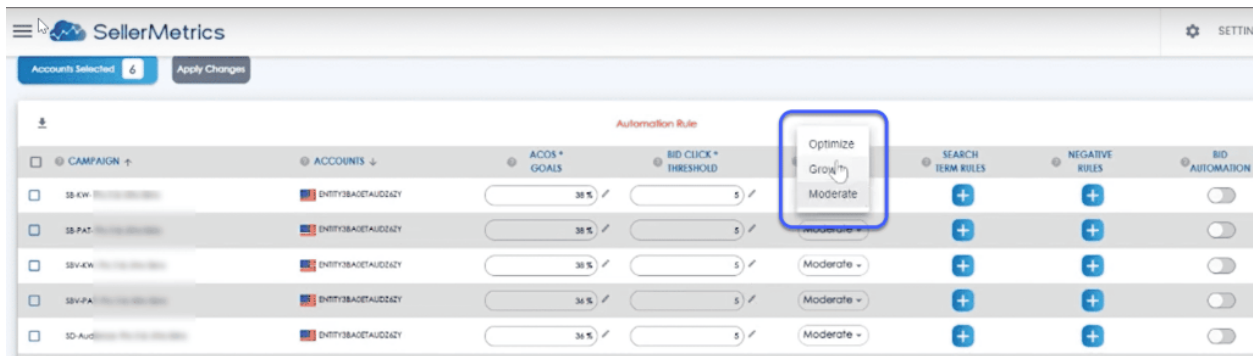 SellerMetrics
SETTIN
Accounts Selected 6 Apply Changes
Automation Rule
CAMPAIGN ACCOUNTS ACOS * GOALS BID CLICK * THRESHOLD SEARCH TERM RULES NEGATIVE RULES BID AUTOMATION
Optimize
Growth
Moderate
SB-KW- ENTITY3BAOETAUDZ6ZY 38 % 5
SB-PAT- ENTITY3BAOETAUDZ6ZY 38 % 5 Moderate
SBV-KW ENTITY3BAOETAUDZ6ZY 38 % 5 Moderate
SBV-PA ENTITY3BAOETAUDZ6ZY 36 % 5 Moderate
SD-Aud ENTITY3BAOETAUDZ6ZY 36 % 5 Moderate